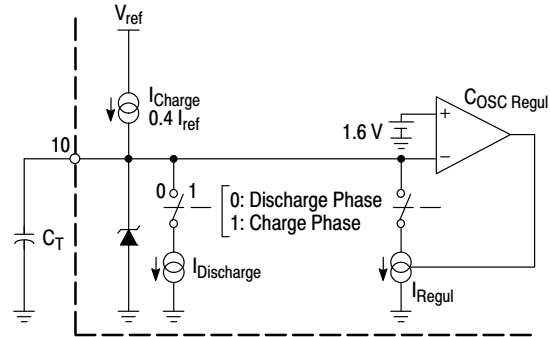 Vref
ICharge
0.4 Iref
COSC Regul
+
1.6 V
−
10
0 1
0: Discharge Phase
1: Charge Phase
CT
IDischarge
IRegul